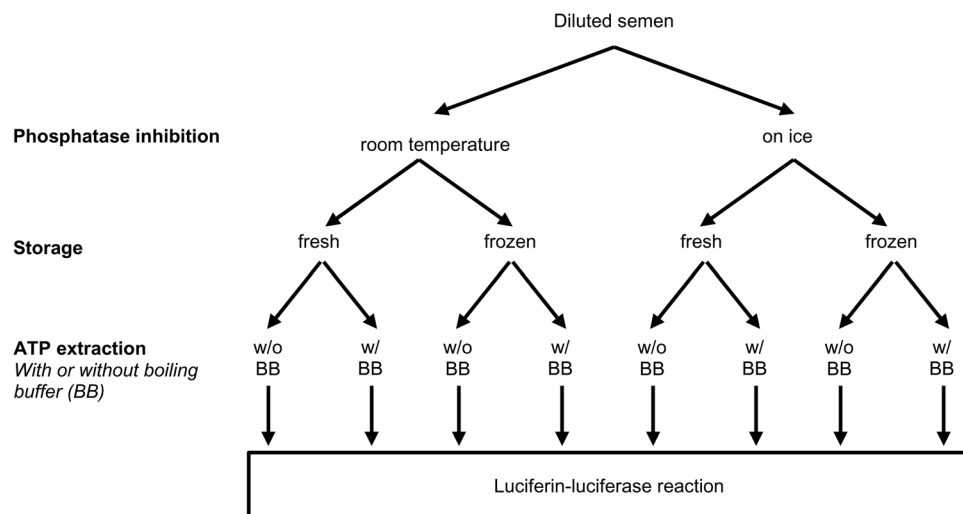 Diluted semen
Phosphatase inhibition
room temperature
on ice
Storage
fresh
frozen
fresh
frozen
ATP extraction
With or without boiling
buffer (BB)
w/o
BB
w/
BB
w/o
BB
w/
BB
w/o
BB
w/
BB
w/o
BB
w/
BB
Luciferin-luciferase reaction